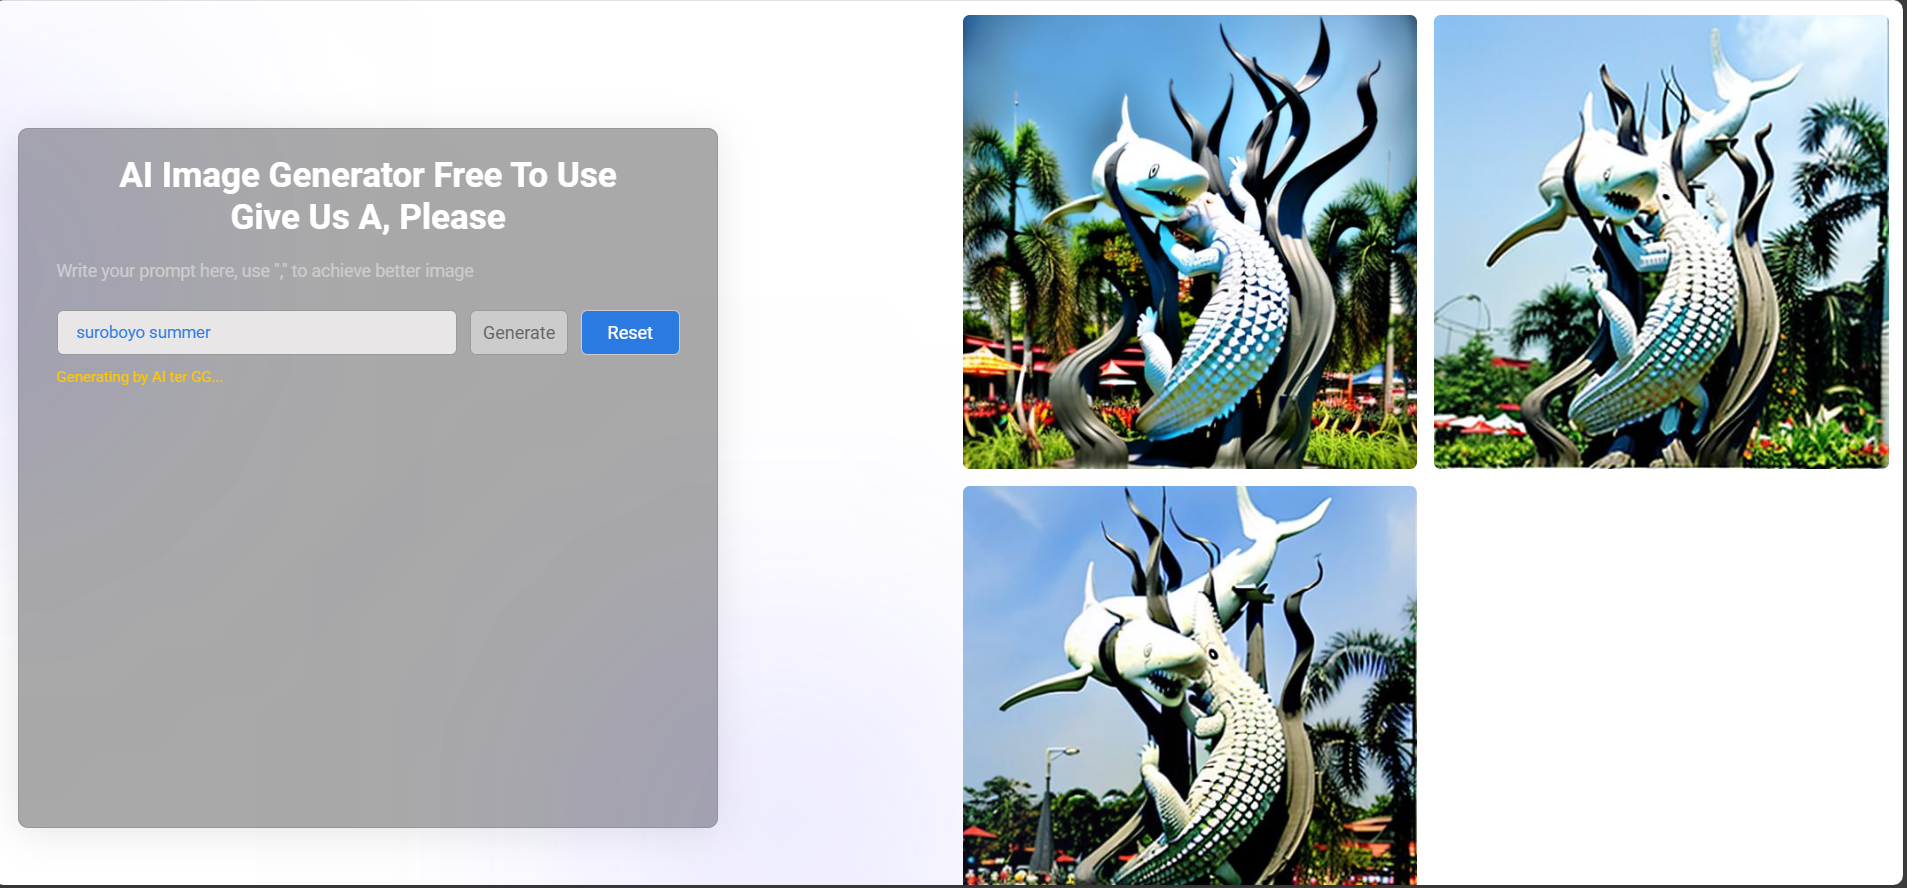 AI Image Generator Free To Use
Give Us A, Please
Write your prompt here, use "," to achieve better image
suroboyo summer
Generate
Reset
Generating by AI ter GG...